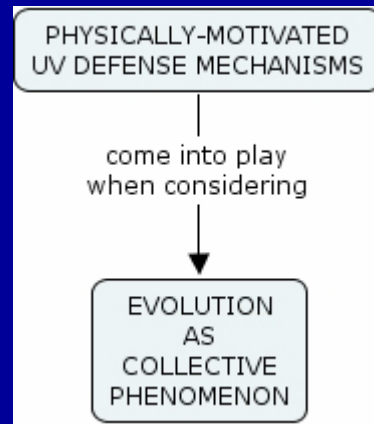 PHYSICALLY-MOTIVATED
UV DEFENSE MECHANISMS
come into play
when considering
EVOLUTION
AS
COLLECTIVE
PHENOMENON